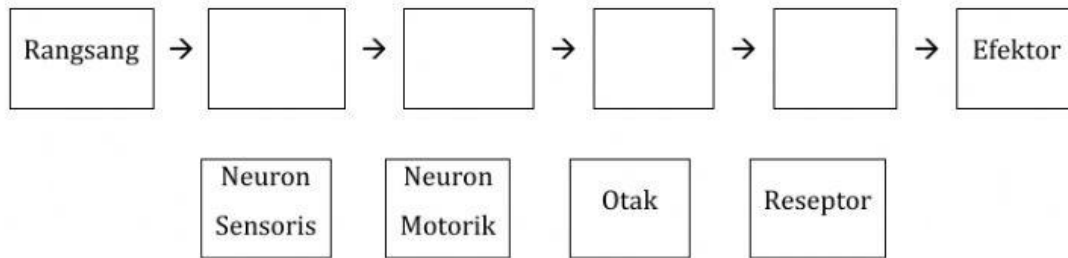 Rangsang → → → → → Efektor
Neuron Sensoris
Neuron Motorik
Otak
Reseptor